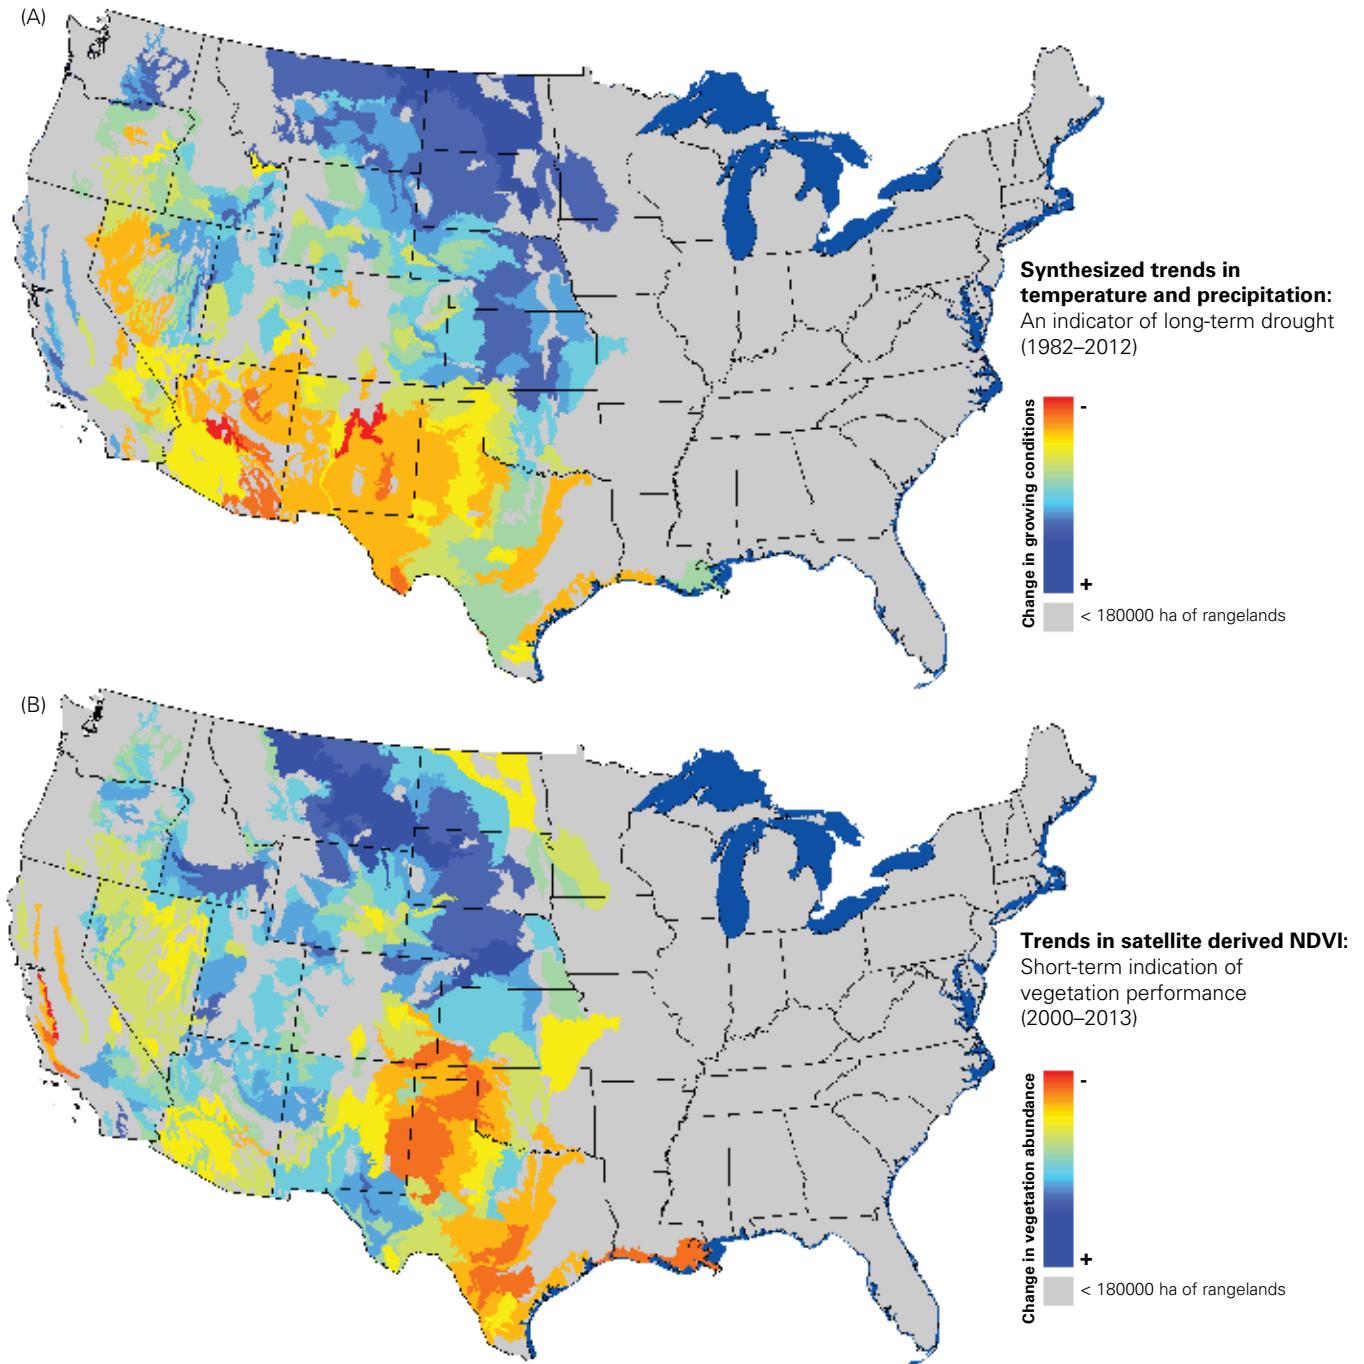 (A)
Synthesized trends in
temperature and precipitation:
An indicator of long-term drought
(1982–2012)
Change in growing conditions
-
+
< 180000 ha of rangelands
(B)
Trends in satellite derived NDVI:
Short-term indication of
vegetation performance
(2000–2013)
Change in vegetation abundance
-
+
< 180000 ha of rangelands